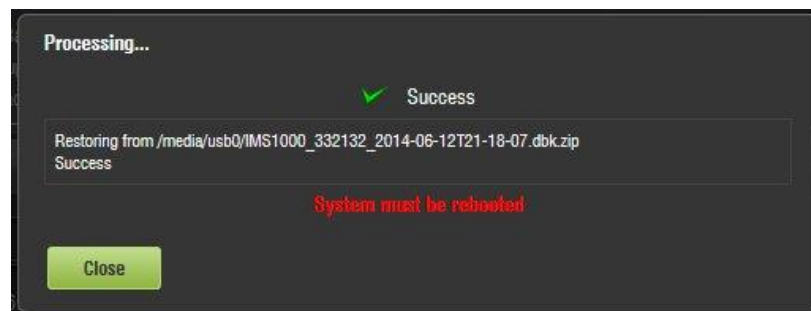 Processing...
Success
Restoring from /media/usb0/IMS1000_332132_2014-06-12T21-18-07.dbk.zip
Success
System must be rebooted
Close